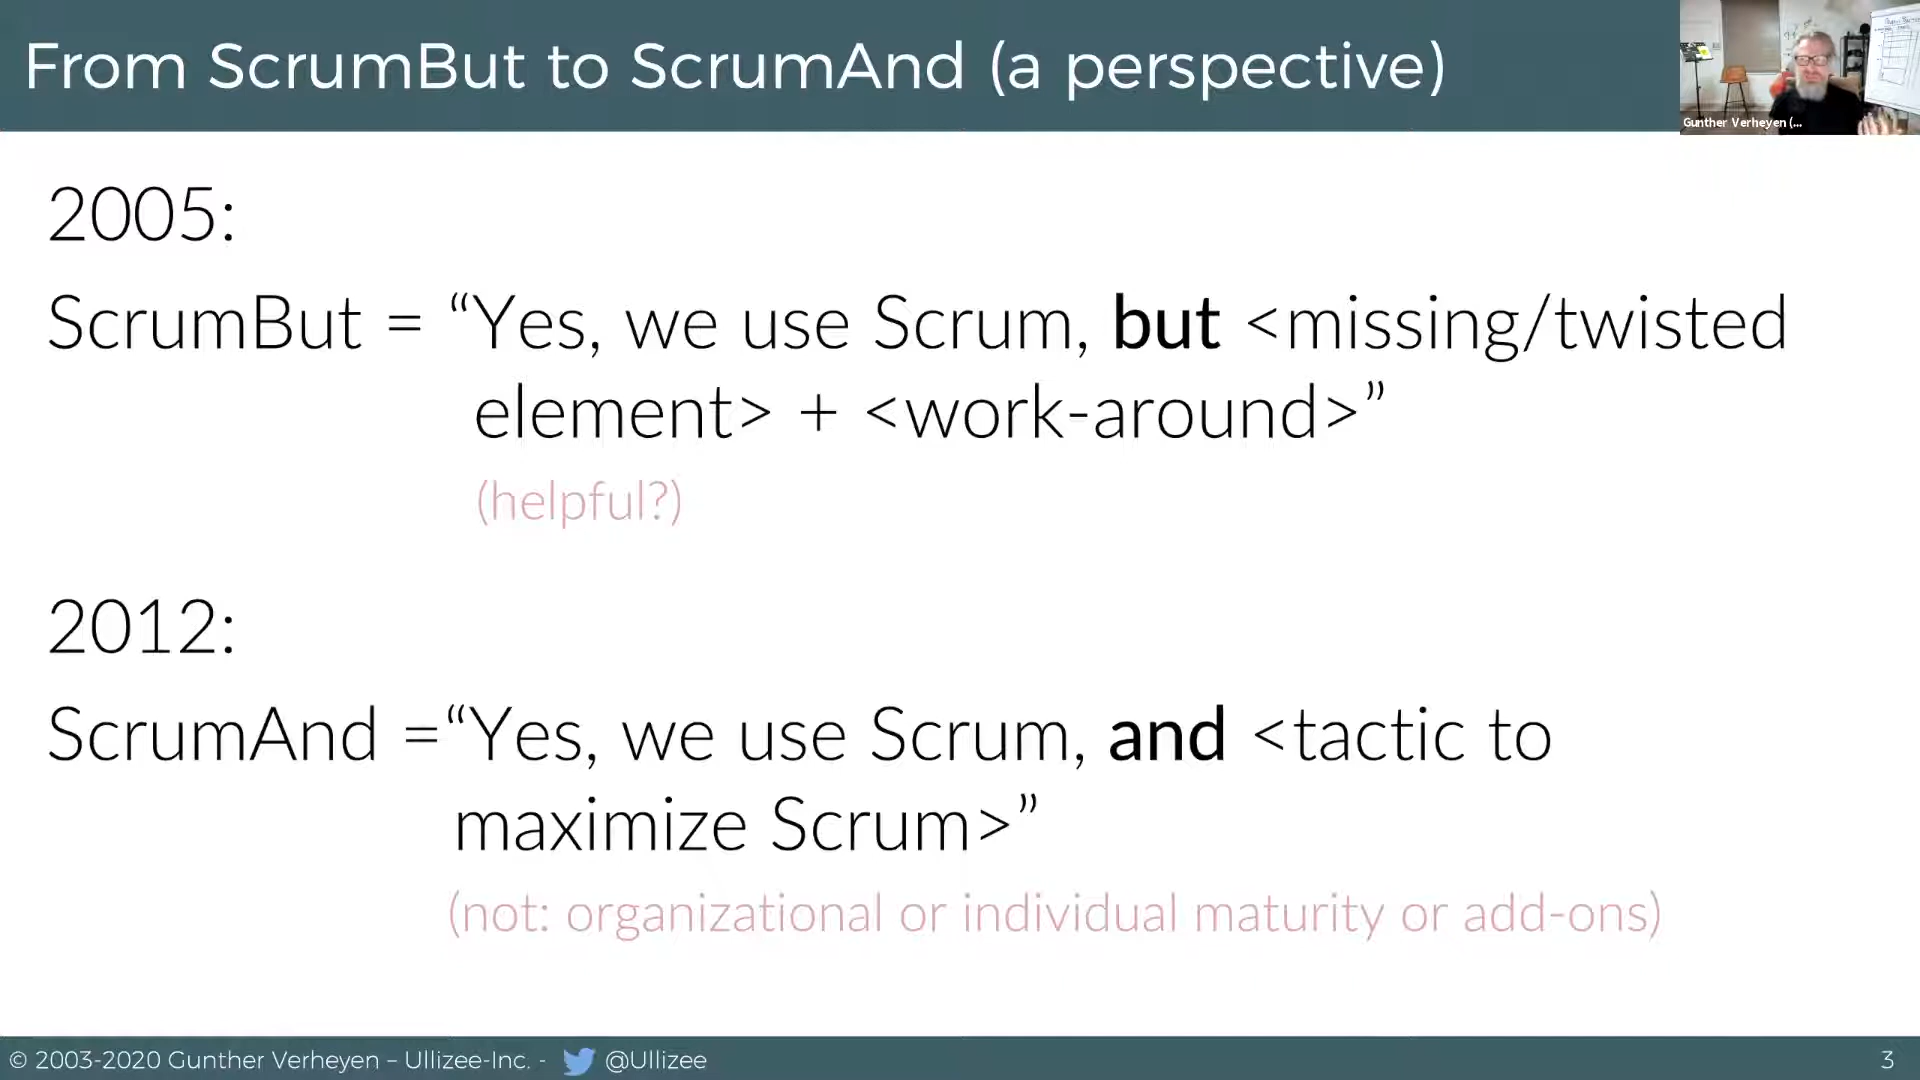 From ScrumBut to ScrumAnd (a perspective)
Gunther Verheyen (...
2005:
ScrumBut = “Yes, we use Scrum, but <missing/twisted
element> + <work-around>”
(helpful?)
2012:
ScrumAnd =“Yes, we use Scrum, and <tactic to
maximize Scrum>”
(not: organizational or individual maturity or add-ons)
© 2003-2020 Gunther Verheyen – Ullizee-Inc. - @Ullizee
3